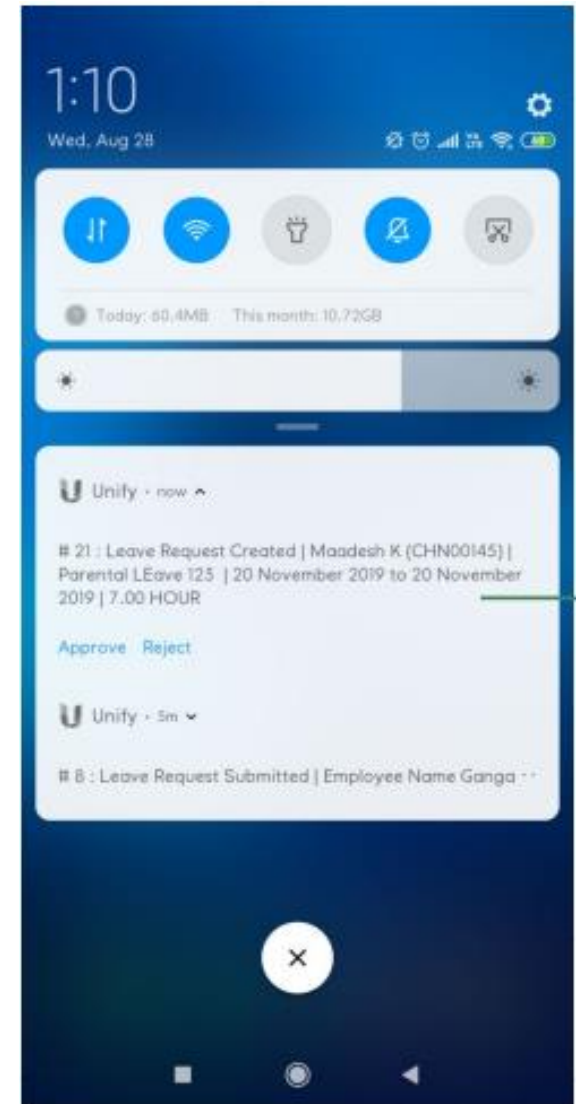 1:10
Wed, Aug 28
Today: 60.4MB This month: 10.72GB
Unify • now
# 21 : Leave Request Created | Maadesh K (CHN00145) |
Parental LEave 123 | 20 November 2019 to 20 November
2019 | 7.00 HOUR
Approve Reject
Unify • 5m
# 8 : Leave Request Submitted | Employee Name Ganga ··